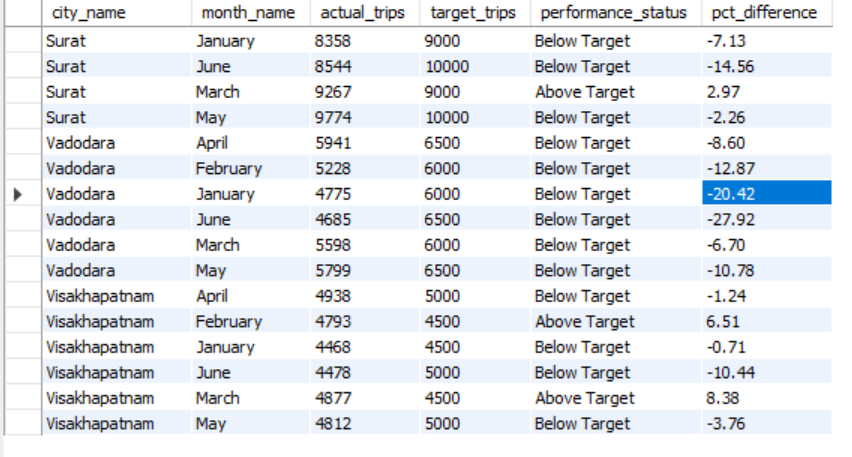 city_name month_name actual_trips target_trips performance_status pct_difference
Surat January 8358 9000 Below Target -7.13
Surat June 8544 10000 Below Target -14.56
Surat March 9267 9000 Above Target 2.97
Surat May 9774 10000 Below Target -2.26
Vadodara April 5941 6500 Below Target -8.60
Vadodara February 5228 6000 Below Target -12.87
Vadodara January 4775 6000 Below Target -20.42
Vadodara June 4685 6500 Below Target -27.92
Vadodara March 5598 6000 Below Target -6.70
Vadodara May 5799 6500 Below Target -10.78
Visakhapatnam April 4938 5000 Below Target -1.24
Visakhapatnam February 4793 4500 Above Target 6.51
Visakhapatnam January 4468 4500 Below Target -0.71
Visakhapatnam June 4478 5000 Below Target -10.44
Visakhapatnam March 4877 4500 Above Target 8.38
Visakhapatnam May 4812 5000 Below Target -3.76